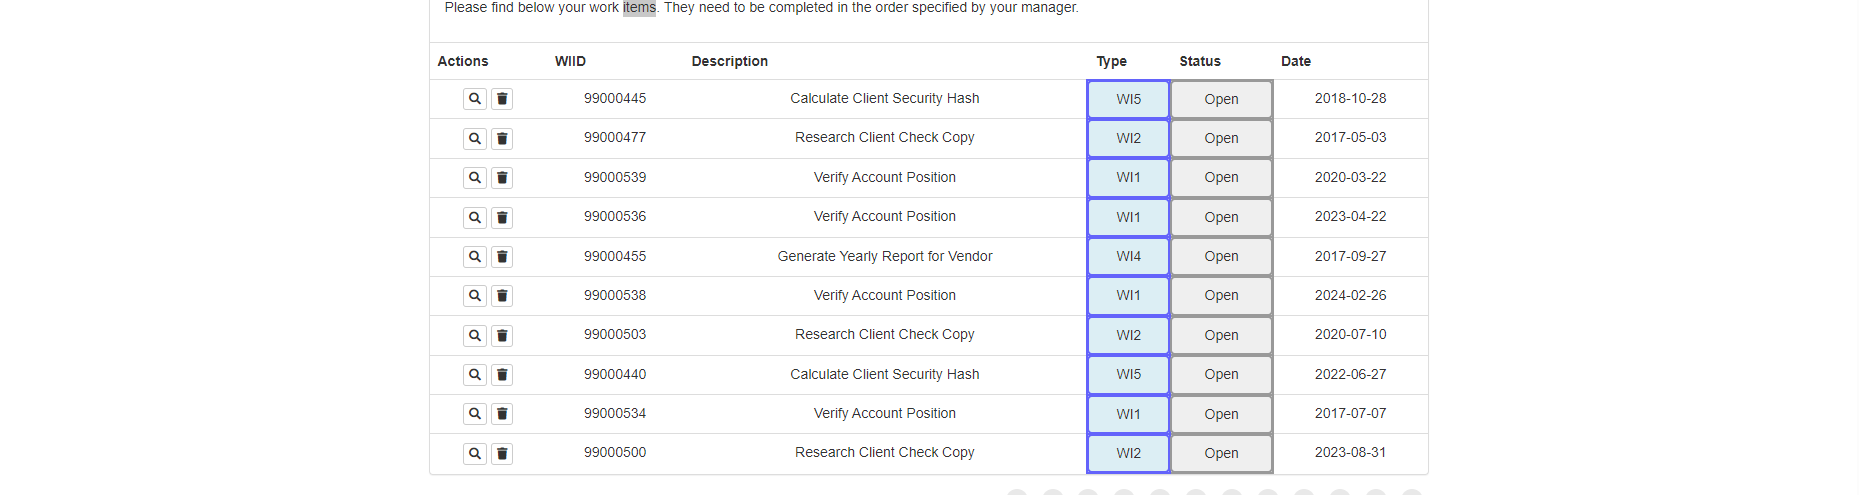 Please find below your work items. They need to be completed in the order specified by your manager.
Actions WIID Description Type Status Date
99000445 Calculate Client Security Hash WI5 Open 2018-10-28
99000477 Research Client Check Copy WI2 Open 2017-05-03
99000539 Verify Account Position WI1 Open 2020-03-22
99000536 Verify Account Position WI1 Open 2023-04-22
99000455 Generate Yearly Report for Vendor WI4 Open 2017-09-27
99000538 Verify Account Position WI1 Open 2024-02-26
99000503 Research Client Check Copy WI2 Open 2020-07-10
99000440 Calculate Client Security Hash WI5 Open 2022-06-27
99000534 Verify Account Position WI1 Open 2017-07-07
99000500 Research Client Check Copy WI2 Open 2023-08-31